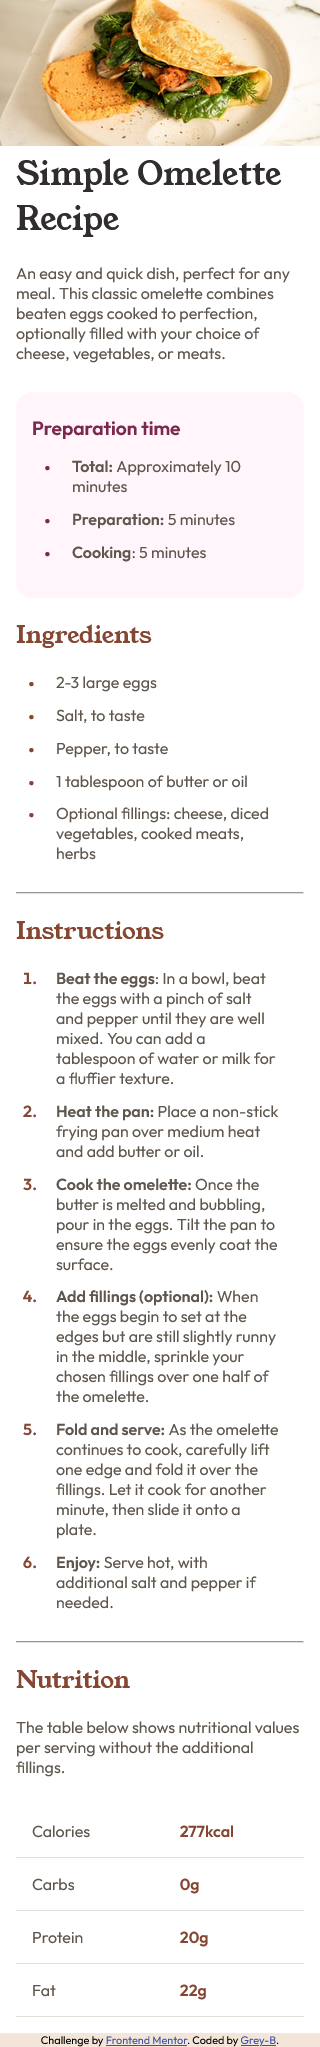 Simple Omelette
Recipe
An easy and quick dish, perfect for any
meal. This classic omelette combines
beaten eggs cooked to perfection,
optionally filled with your choice of
cheese, vegetables, or meats.
Preparation time
• Total: Approximately 10
minutes
• Preparation: 5 minutes
• Cooking: 5 minutes
Ingredients
• 2-3 large eggs
• Salt, to taste
• Pepper, to taste
• 1 tablespoon of butter or oil
• Optional fillings: cheese, diced
vegetables, cooked meats,
herbs
Instructions
1. Beat the eggs: In a bowl, beat
the eggs with a pinch of salt
and pepper until they are well
mixed. You can add a
tablespoon of water or milk for
a fluffier texture.
2. Heat the pan: Place a non-stick
frying pan over medium heat
and add butter or oil.
3. Cook the omelette: Once the
butter is melted and bubbling,
pour in the eggs. Tilt the pan to
ensure the eggs evenly coat the
surface.
4. Add fillings (optional): When
the eggs begin to set at the
edges but are still slightly runny
in the middle, sprinkle your
chosen fillings over one half of
the omelette.
5. Fold and serve: As the omelette
continues to cook, carefully lift
one edge and fold it over the
fillings. Let it cook for another
minute, then slide it onto a
plate.
6. Enjoy: Serve hot, with
additional salt and pepper if
needed.
Nutrition
The table below shows nutritional values
per serving without the additional
fillings.
Calories 277kcal
Carbs 0g
Protein 20g
Fat 22g
Challenge by Frontend Mentor. Coded by Grey-B.